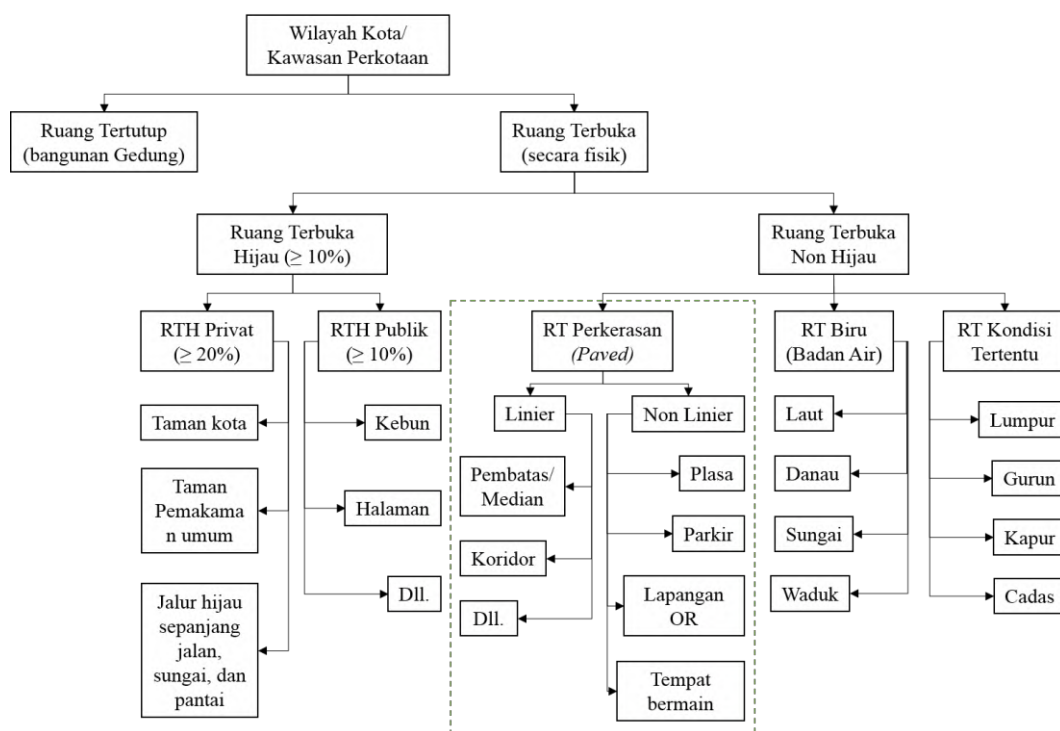 Wilayah Kota/
Kawasan Perkotaan
Ruang Tertutup
(bangunan Gedung)
Ruang Terbuka
(secara fisik)
Ruang Terbuka
Hijau (≥ 10%)
Ruang Terbuka
Non Hijau
RTH Privat
(≥ 20%)
RTH Publik
(≥ 10%)
RT Perkerasan
(Paved)
RT Biru
(Badan Air)
RT Kondisi
Tertentu
Taman kota
Taman
Pemakama
n umum
Jalur hijau
sepanjang
jalan,
sungai, dan
pantai
Kebun
Halaman
Dll.
Linier
Non Linier
Pembatas/
Median
Koridor
Dll.
Plasa
Parkir
Lapangan
OR
Tempat
bermain
Laut
Danau
Sungai
Waduk
Lumpur
Gurun
Kapur
Cadas